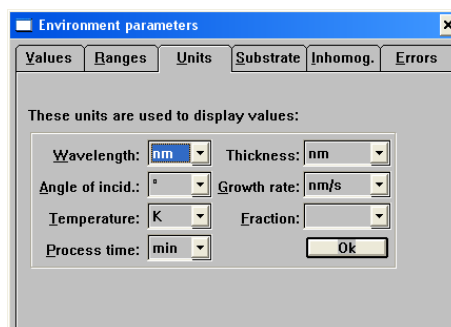 Environment parameters
Values Ranges Units Substrate Inhomog. Errors
These units are used to display values:
Wavelength: nm Thickness: nm
Angle of incid.: ° Growth rate: nm/s
Temperature: K Fraction:
Process time: min Ok